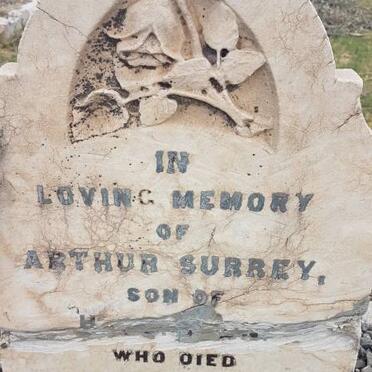 IN
LOVING MEMORY
OF
ARTHUR SURREY,
SON OF
WHO DIED